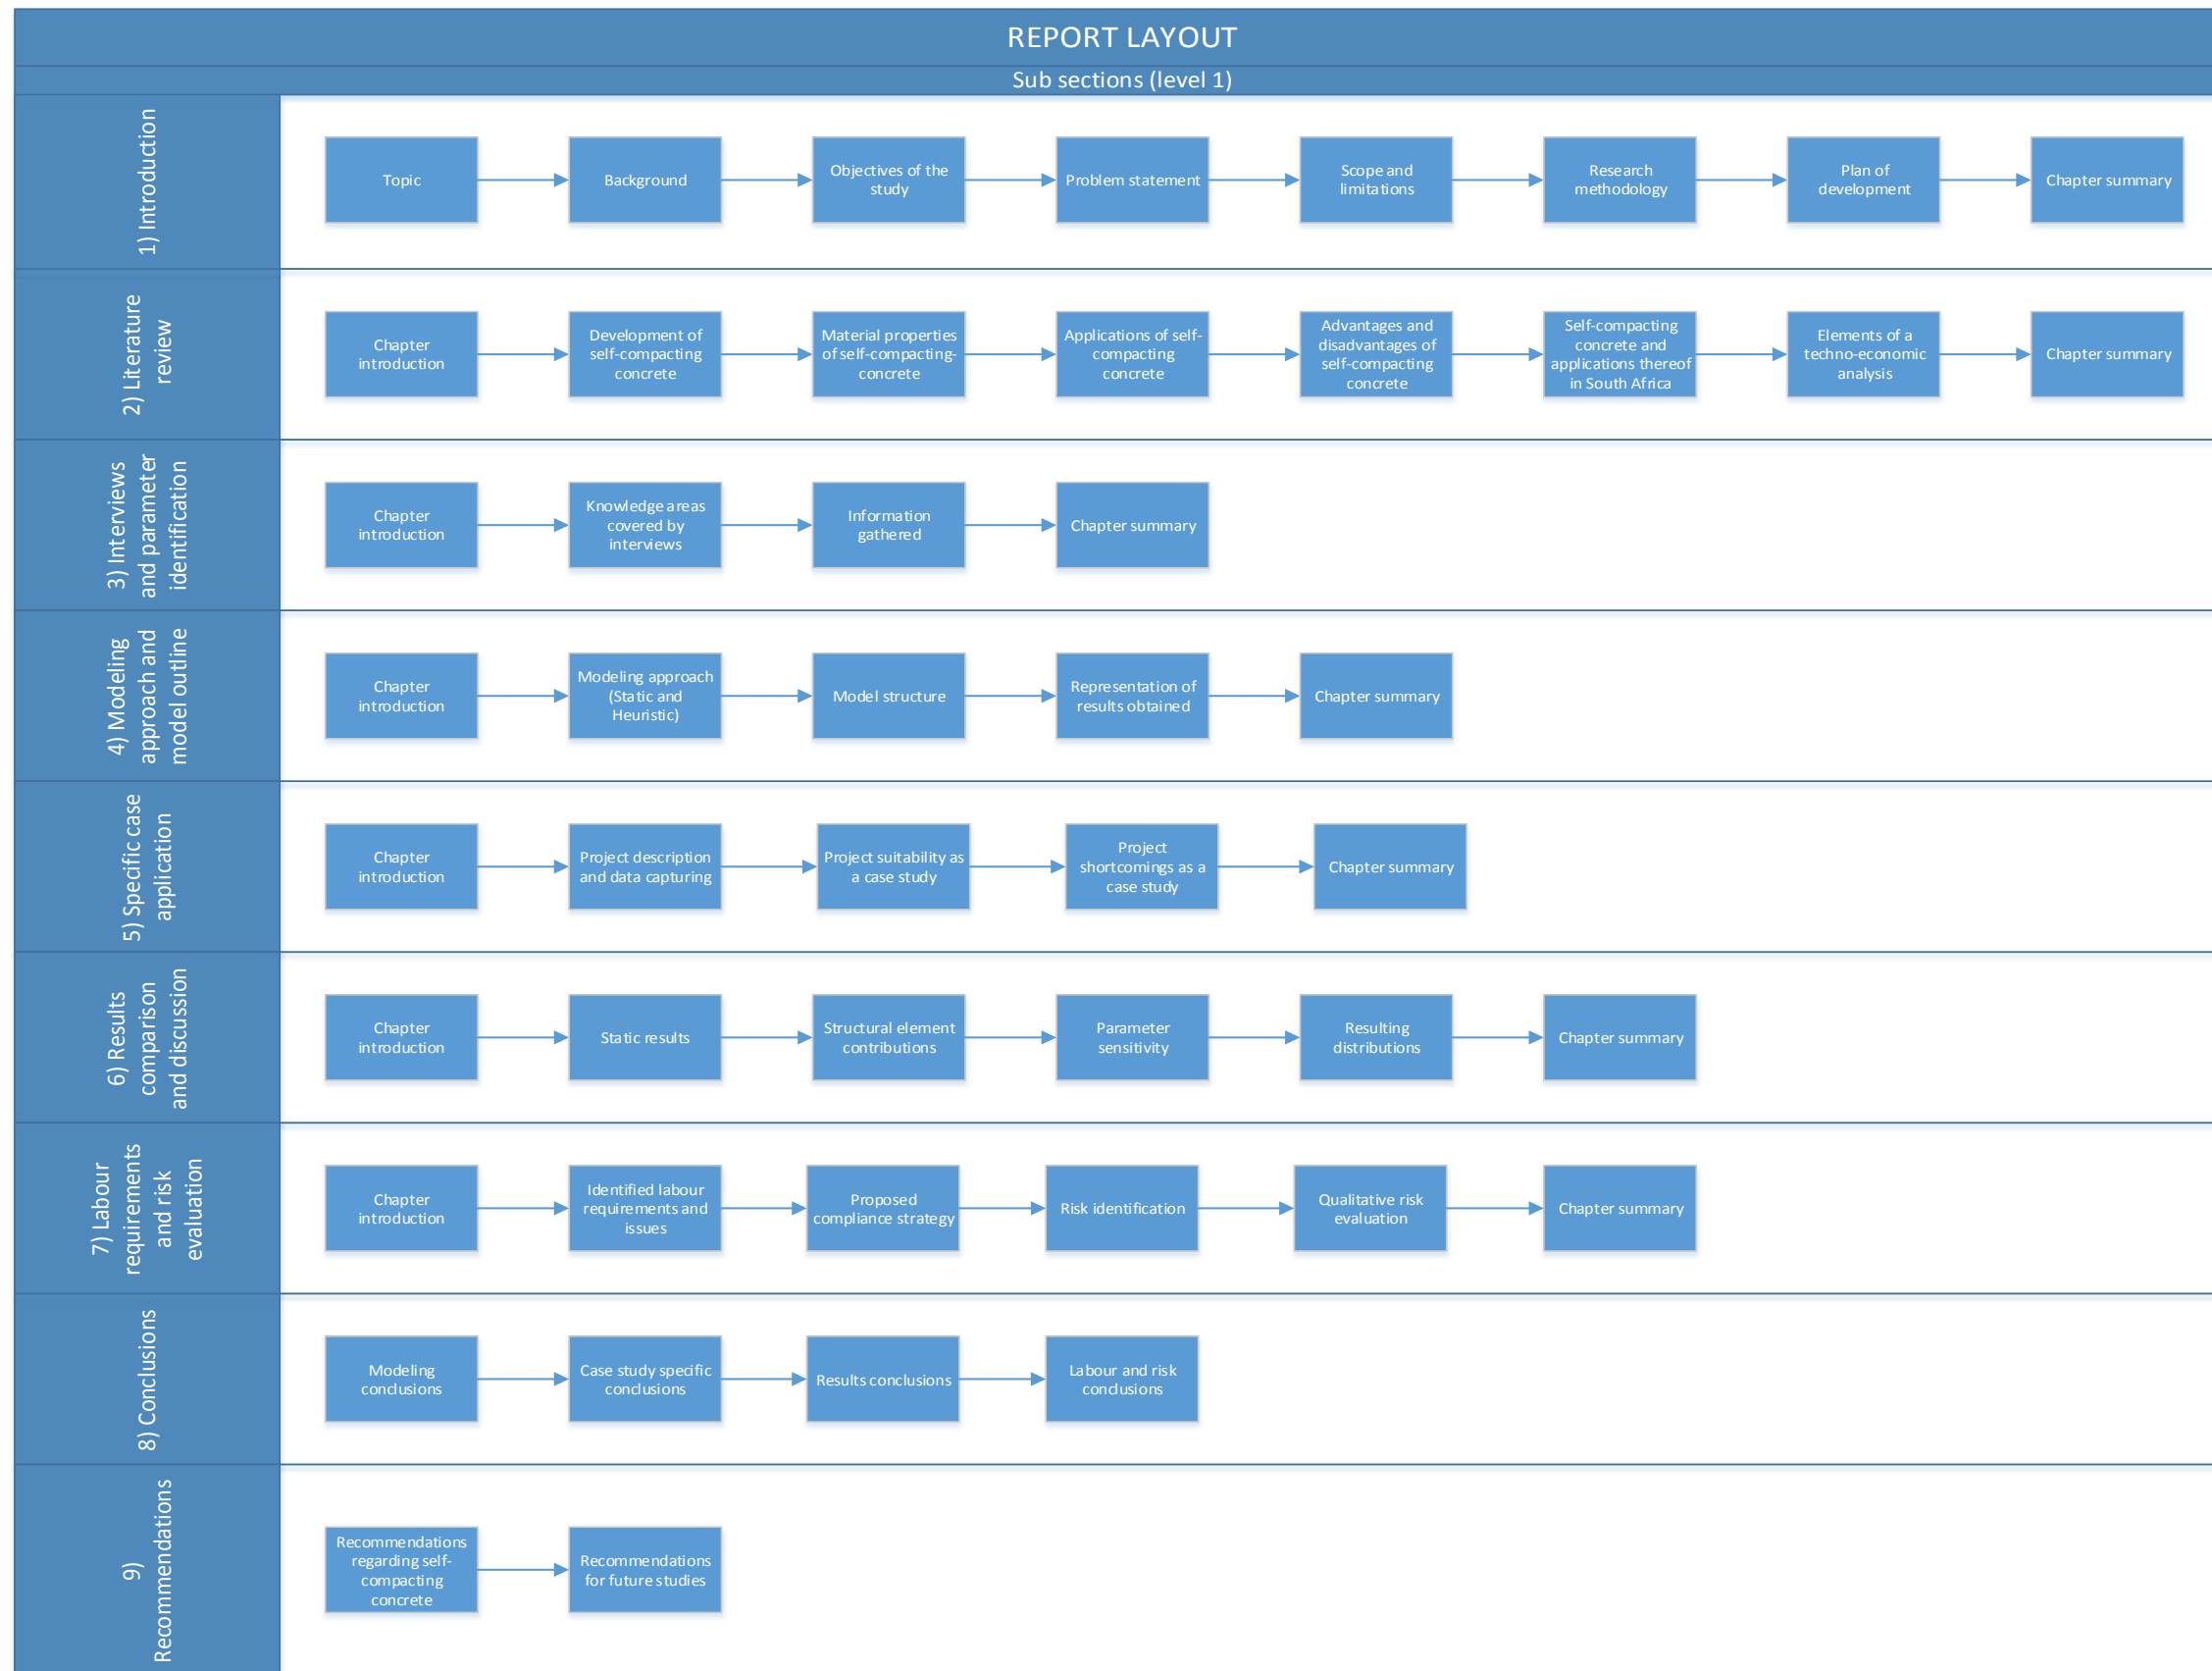 REPORT LAYOUT
Sub sections (level 1)
1) Introduction
Topic
Background
Objectives of the
study
Problem statement
Scope and
limitations
Research
methodology
Plan of
development
Chapter summary
2) Literature
review
Chapter
introduction
Development of
self-compacting
concrete
Material properties
of self-compacting-
concrete
Applications of self-
compacting
concrete
Advantages and
disadvantages of
self-compacting
concrete
Self-compacting
concrete and
applications thereof
in South Africa
Elements of a
techno-economic
analysis
Chapter summary
3) Interviews
and parameter
identification
Chapter
introduction
Knowledge areas
covered by
interviews
Information
gathered
Chapter summary
4) Modeling
approach and
model outline
Chapter
introduction
Modeling approach
(Static and
Heuristic)
Model structure
Representation of
results obtained
Chapter summary
5) Specific case
application
Chapter
introduction
Project description
and data capturing
Project suitability as
a case study
Project
shortcomings as a
case study
Chapter summary
6) Results
comparison
and discussion
Chapter
introduction
Static results
Structural element
contributions
Parameter
sensitivity
Resulting
distributions
Chapter summary
7) Labour
requirements
and risk
evaluation
Chapter
introduction
Identified labour
requirements and
issues
Proposed
compliance strategy
Risk identification
Qualitative risk
evaluation
Chapter summary
8) Conclusions
Modeling
conclusions
Case study specific
conclusions
Results conclusions
Labour and risk
conclusions
9)
Recommendations
Recommendations
regarding self-
compacting
concrete
Recommendations
for future studies